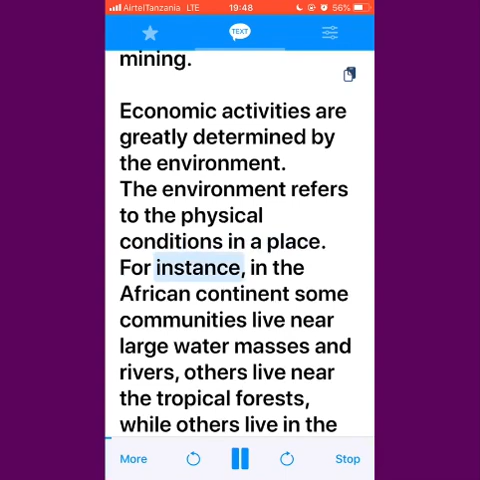 AirtelTanzania LTE 19:48 56%
TEXT
mining.
Economic activities are
greatly determined by
the environment.
The environment refers
to the physical
conditions in a place.
For instance, in the
African continent some
communities live near
large water masses and
rivers, others live near
the tropical forests,
while others live in the
More Stop